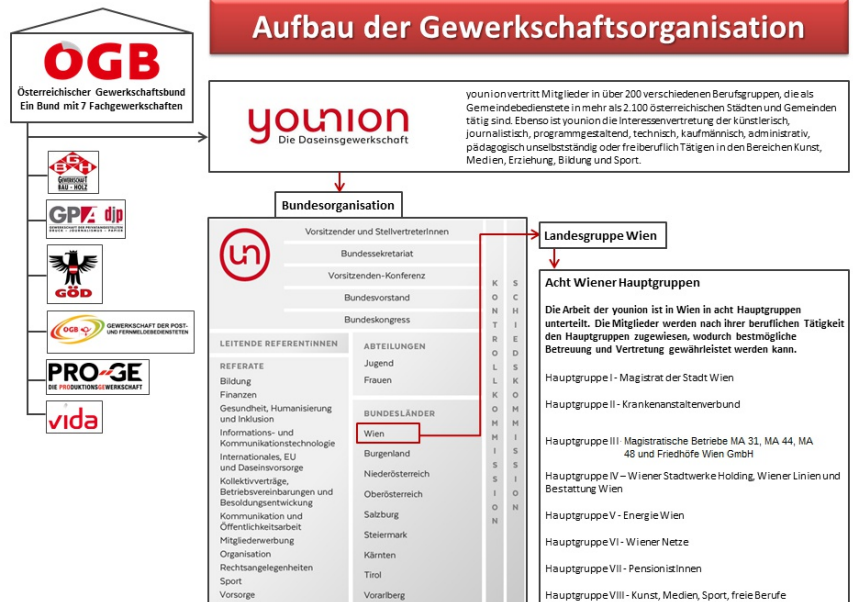 Aufbau der Gewerkschaftsorganisation
ÖGB
Österreichischer Gewerkschaftsbund
Ein Bund mit 7 Fachgewerkschaften
GBH
GEWERKSCHAFT
BAU - HOLZ
GPA djp
GEWERKSCHAFT DER PRIVATANGESTELLTEN
DRUCK - JOURNALISMUS - PAPIER
GÖD
ÖGB
GEWERKSCHAFT DER POST-
UND FERNMELDEBEDIENSTETEN
PRO-GE
DIE PRODUKTIONSGEWERKSCHAFT
vida
younion
Die Daseinsgewerkschaft
younion vertritt Mitglieder in über 200 verschiedenen Berufsgruppen, die als
Gemeindebedienstete in mehr als 2.100 österreichischen Städten und Gemeinden
tätig sind. Ebenso ist younion die Interessenvertretung der künstlerisch,
journalistisch, programmgestaltend, technisch, kaufmännisch, administrativ,
pädagogisch unselbstständig oder freiberuflich Tätigen in den Bereichen Kunst,
Medien, Erziehung, Bildung und Sport.
Bundesorganisation
un
Vorsitzender und StellvertreterInnen
Bundessekretariat
Vorsitzenden-Konferenz
Bundesvorstand
Bundeskongress
LEITENDE REFERENTINNEN
REFERATE
Bildung
Finanzen
Gesundheit, Humanisierung
und Inklusion
Informations- und
Kommunikationstechnologie
Internationales, EU
und Daseinsvorsorge
Kollektivverträge,
Betriebsvereinbarungen und
Besoldungsentwicklung
Kommunikation und
Öffentlichkeitsarbeit
Mitgliederwerbung
Organisation
Rechtsangelegenheiten
Sport
Vorsorge
ABTEILUNGEN
Jugend
Frauen
BUNDESLÄNDER
Wien
Burgenland
Niederösterreich
Oberösterreich
Salzburg
Steiermark
Kärnten
Tirol
Vorarlberg
KONTROLLKOMMISSION
SCHIEDSKOMMISSION
Landesgruppe Wien
Acht Wiener Hauptgruppen
Die Arbeit der younion ist in Wien in acht Hauptgruppen
unterteilt. Die Mitglieder werden nach ihrer beruflichen Tätigkeit
den Hauptgruppen zugewiesen, wodurch bestmögliche
Betreuung und Vertretung gewährleistet werden kann.
Hauptgruppe I - Magistrat der Stadt Wien
Hauptgruppe II - Krankenanstaltenverbund
Hauptgruppe III- Magistratische Betriebe MA 31, MA 44, MA
48 und Friedhöfe Wien GmbH
Hauptgruppe IV – Wiener Stadtwerke Holding, Wiener Linien und
Bestattung Wien
Hauptgruppe V - Energie Wien
Hauptgruppe VI - Wiener Netze
Hauptgruppe VII - PensionistInnen
Hauptgruppe VIII - Kunst, Medien, Sport, freie Berufe